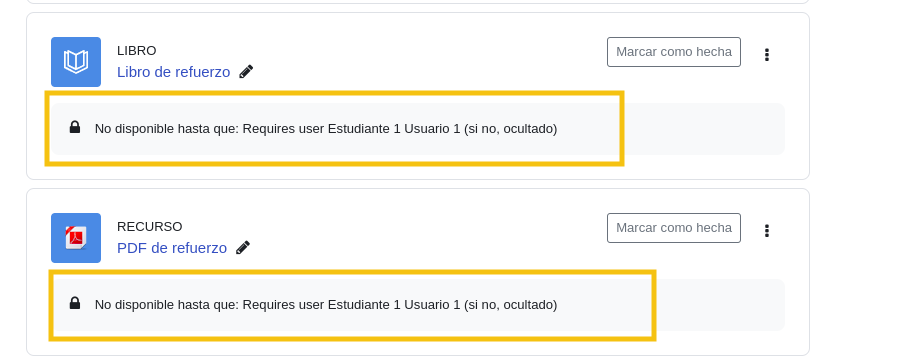 LIBRO
Libro de refuerzo
Marcar como hecha
No disponible hasta que: Requires user Estudiante 1 Usuario 1 (si no, ocultado)
RECURSO
PDF de refuerzo
Marcar como hecha
No disponible hasta que: Requires user Estudiante 1 Usuario 1 (si no, ocultado)